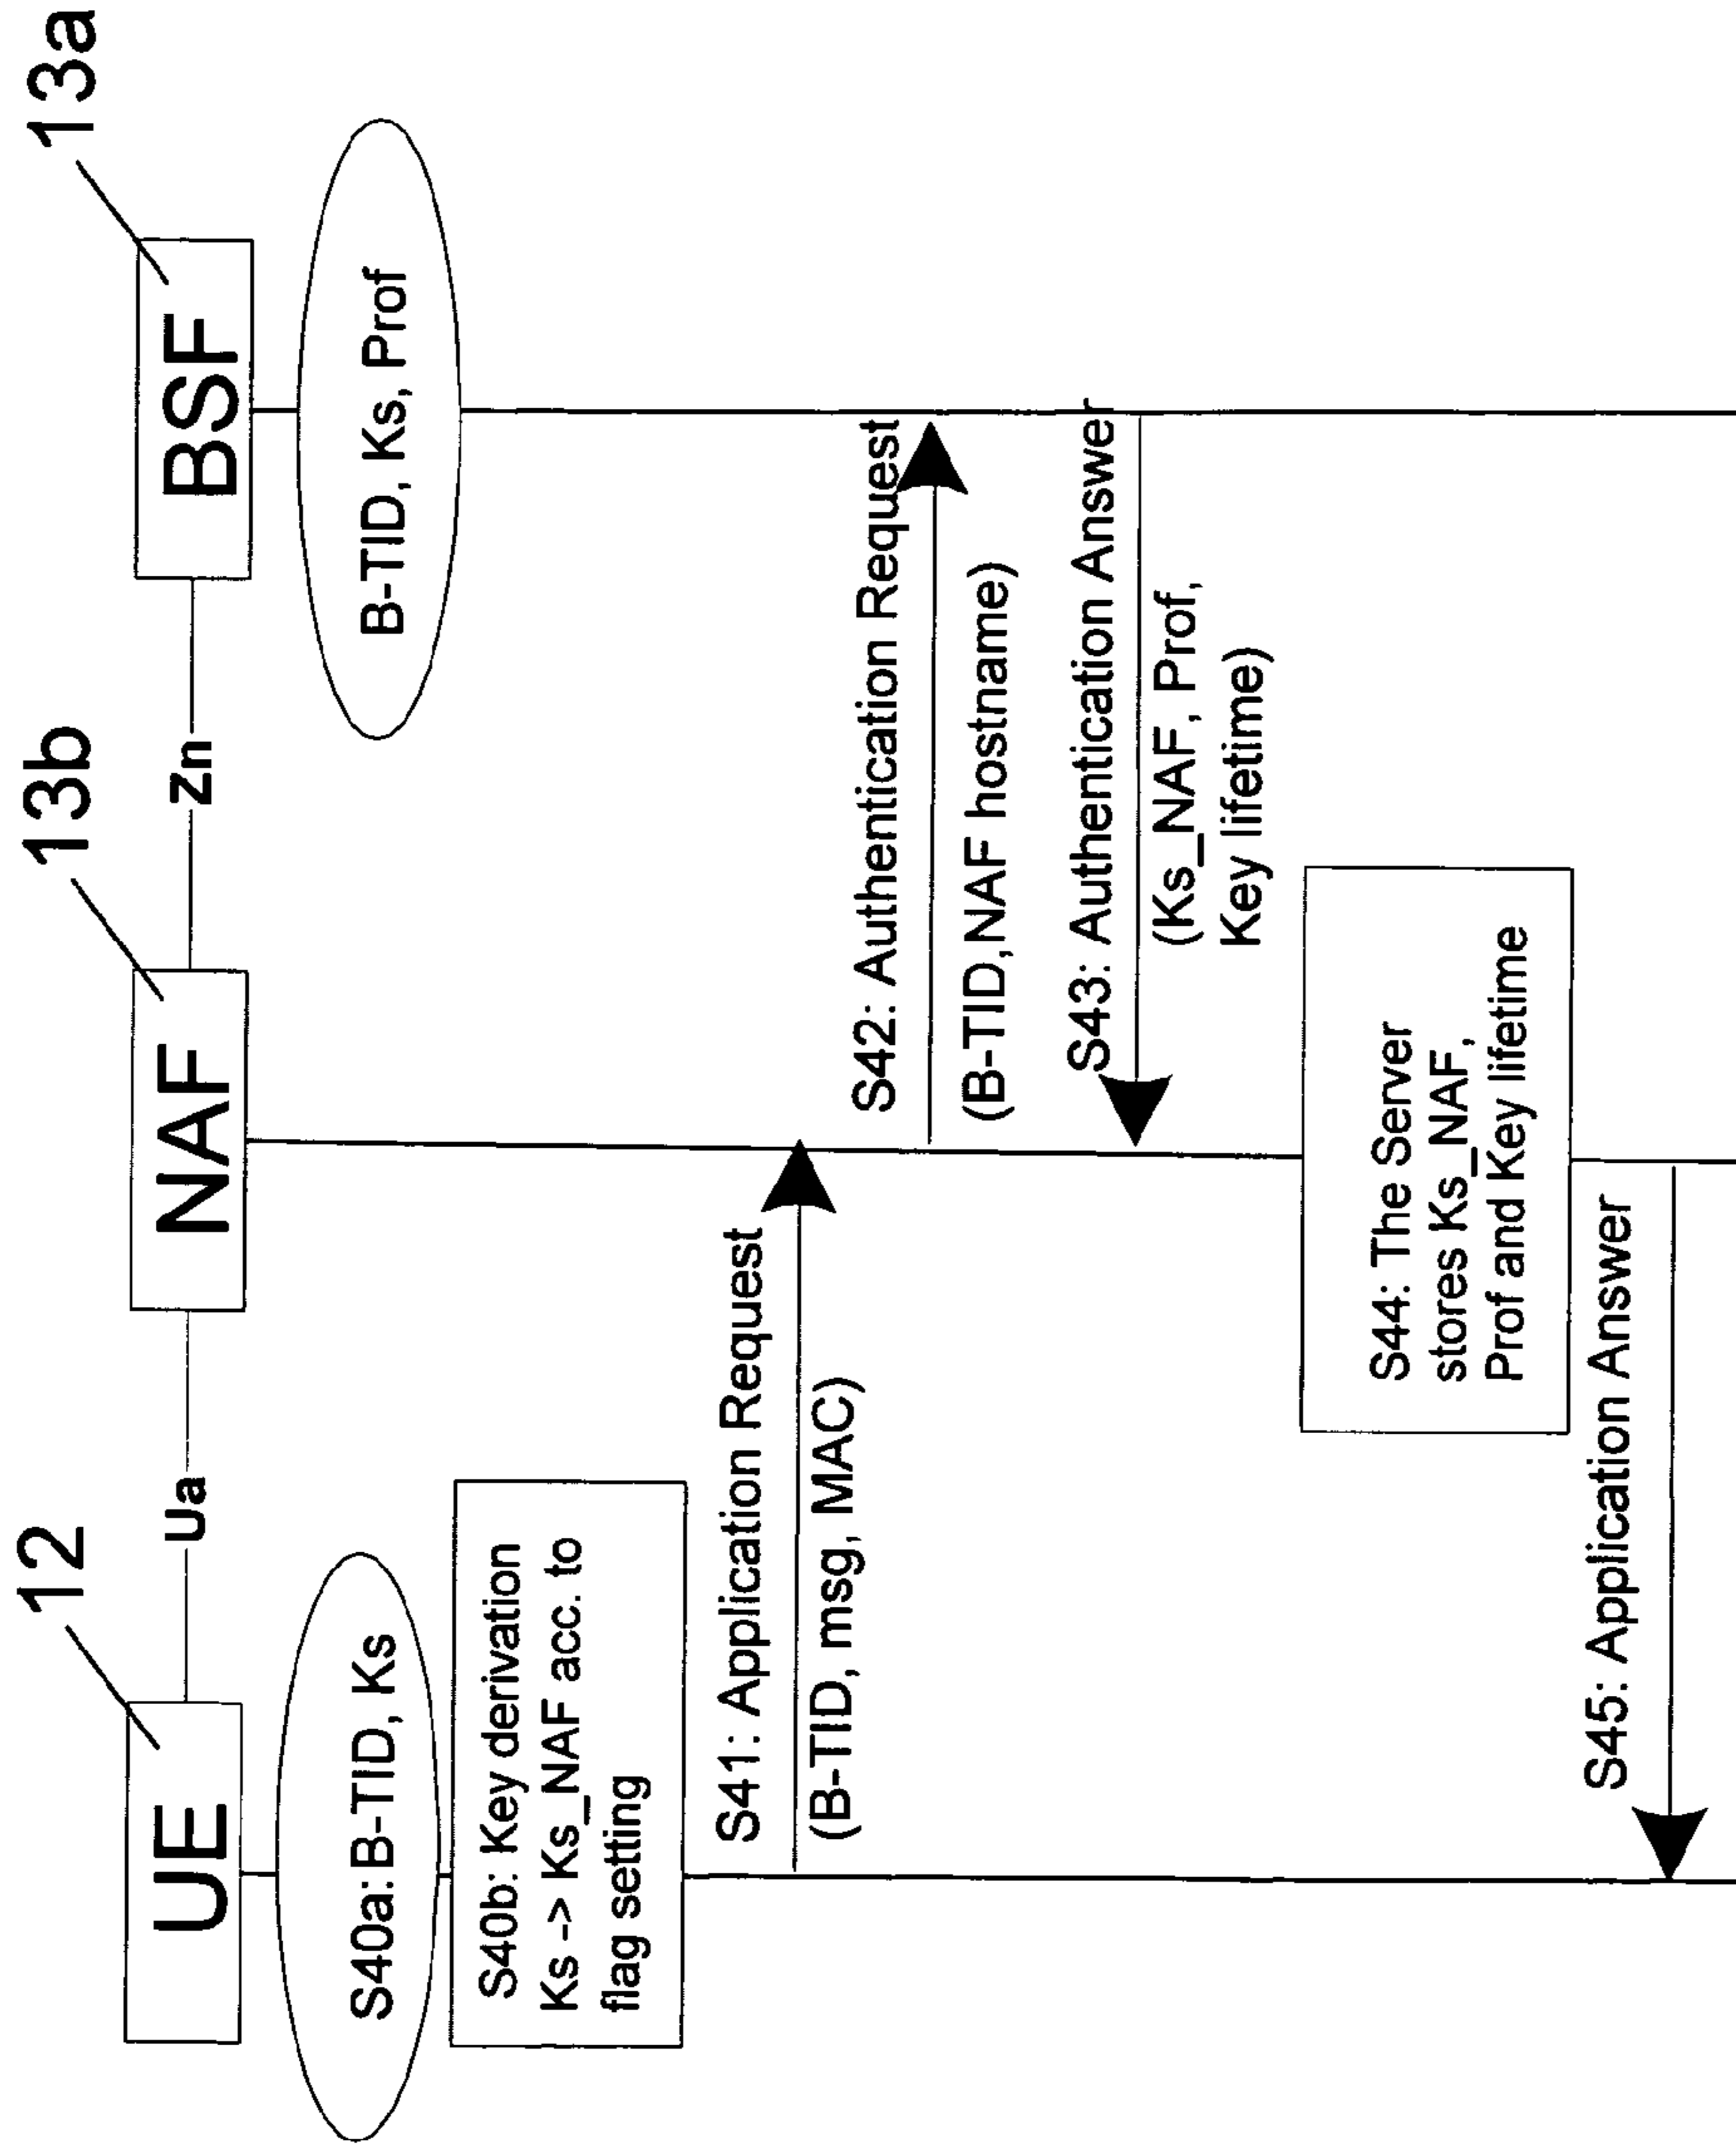 12
13b
13a
UE
Ua
NAF
Zn
BSF
S40a: B-TID, Ks
B-TID, Ks, Prof
S40b: Key derivation
Ks -> Ks_NAF acc. to
flag setting
S41: Application Request
(B-TID, msg, MAC)
S42: Authentication Request
(B-TID,NAF hostname)
S43: Authentication Answer
(Ks_NAF, Prof,
Key lifetime)
S44: The Server
stores Ks_NAF,
Prof and Key lifetime
S45: Application Answer